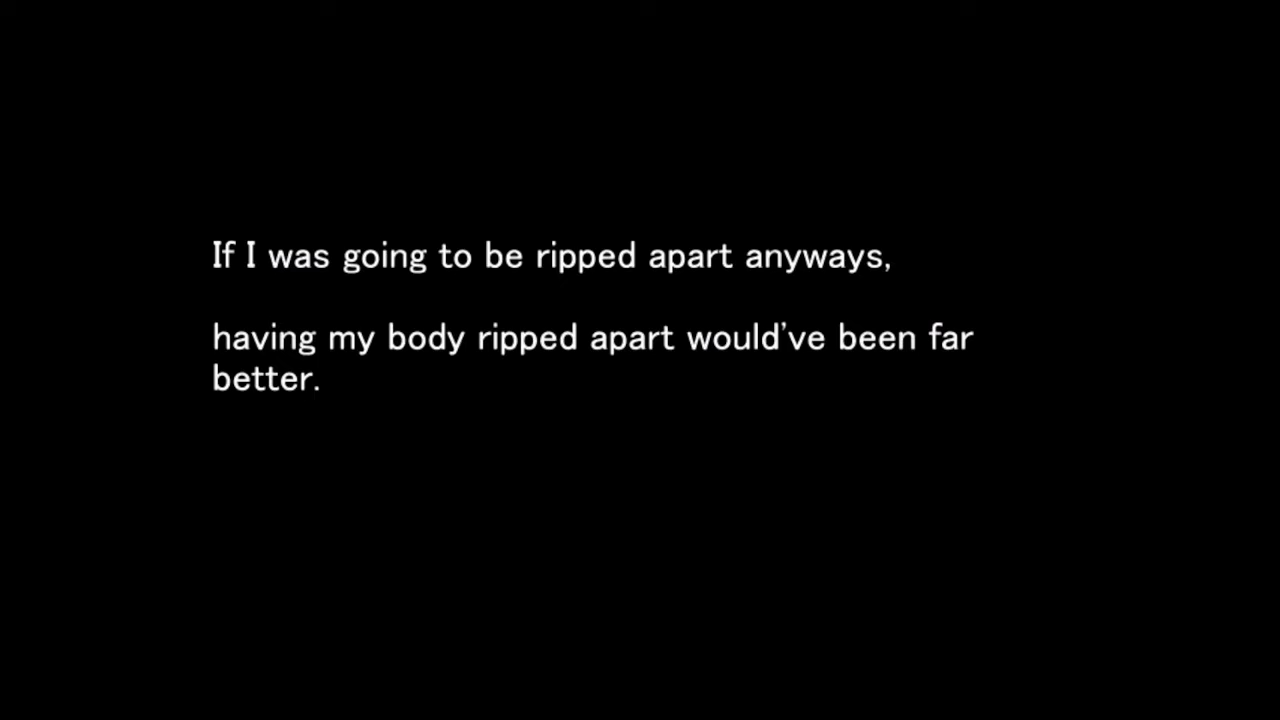 If I was going to be ripped apart anyways,
having my body ripped apart would've been far
better.